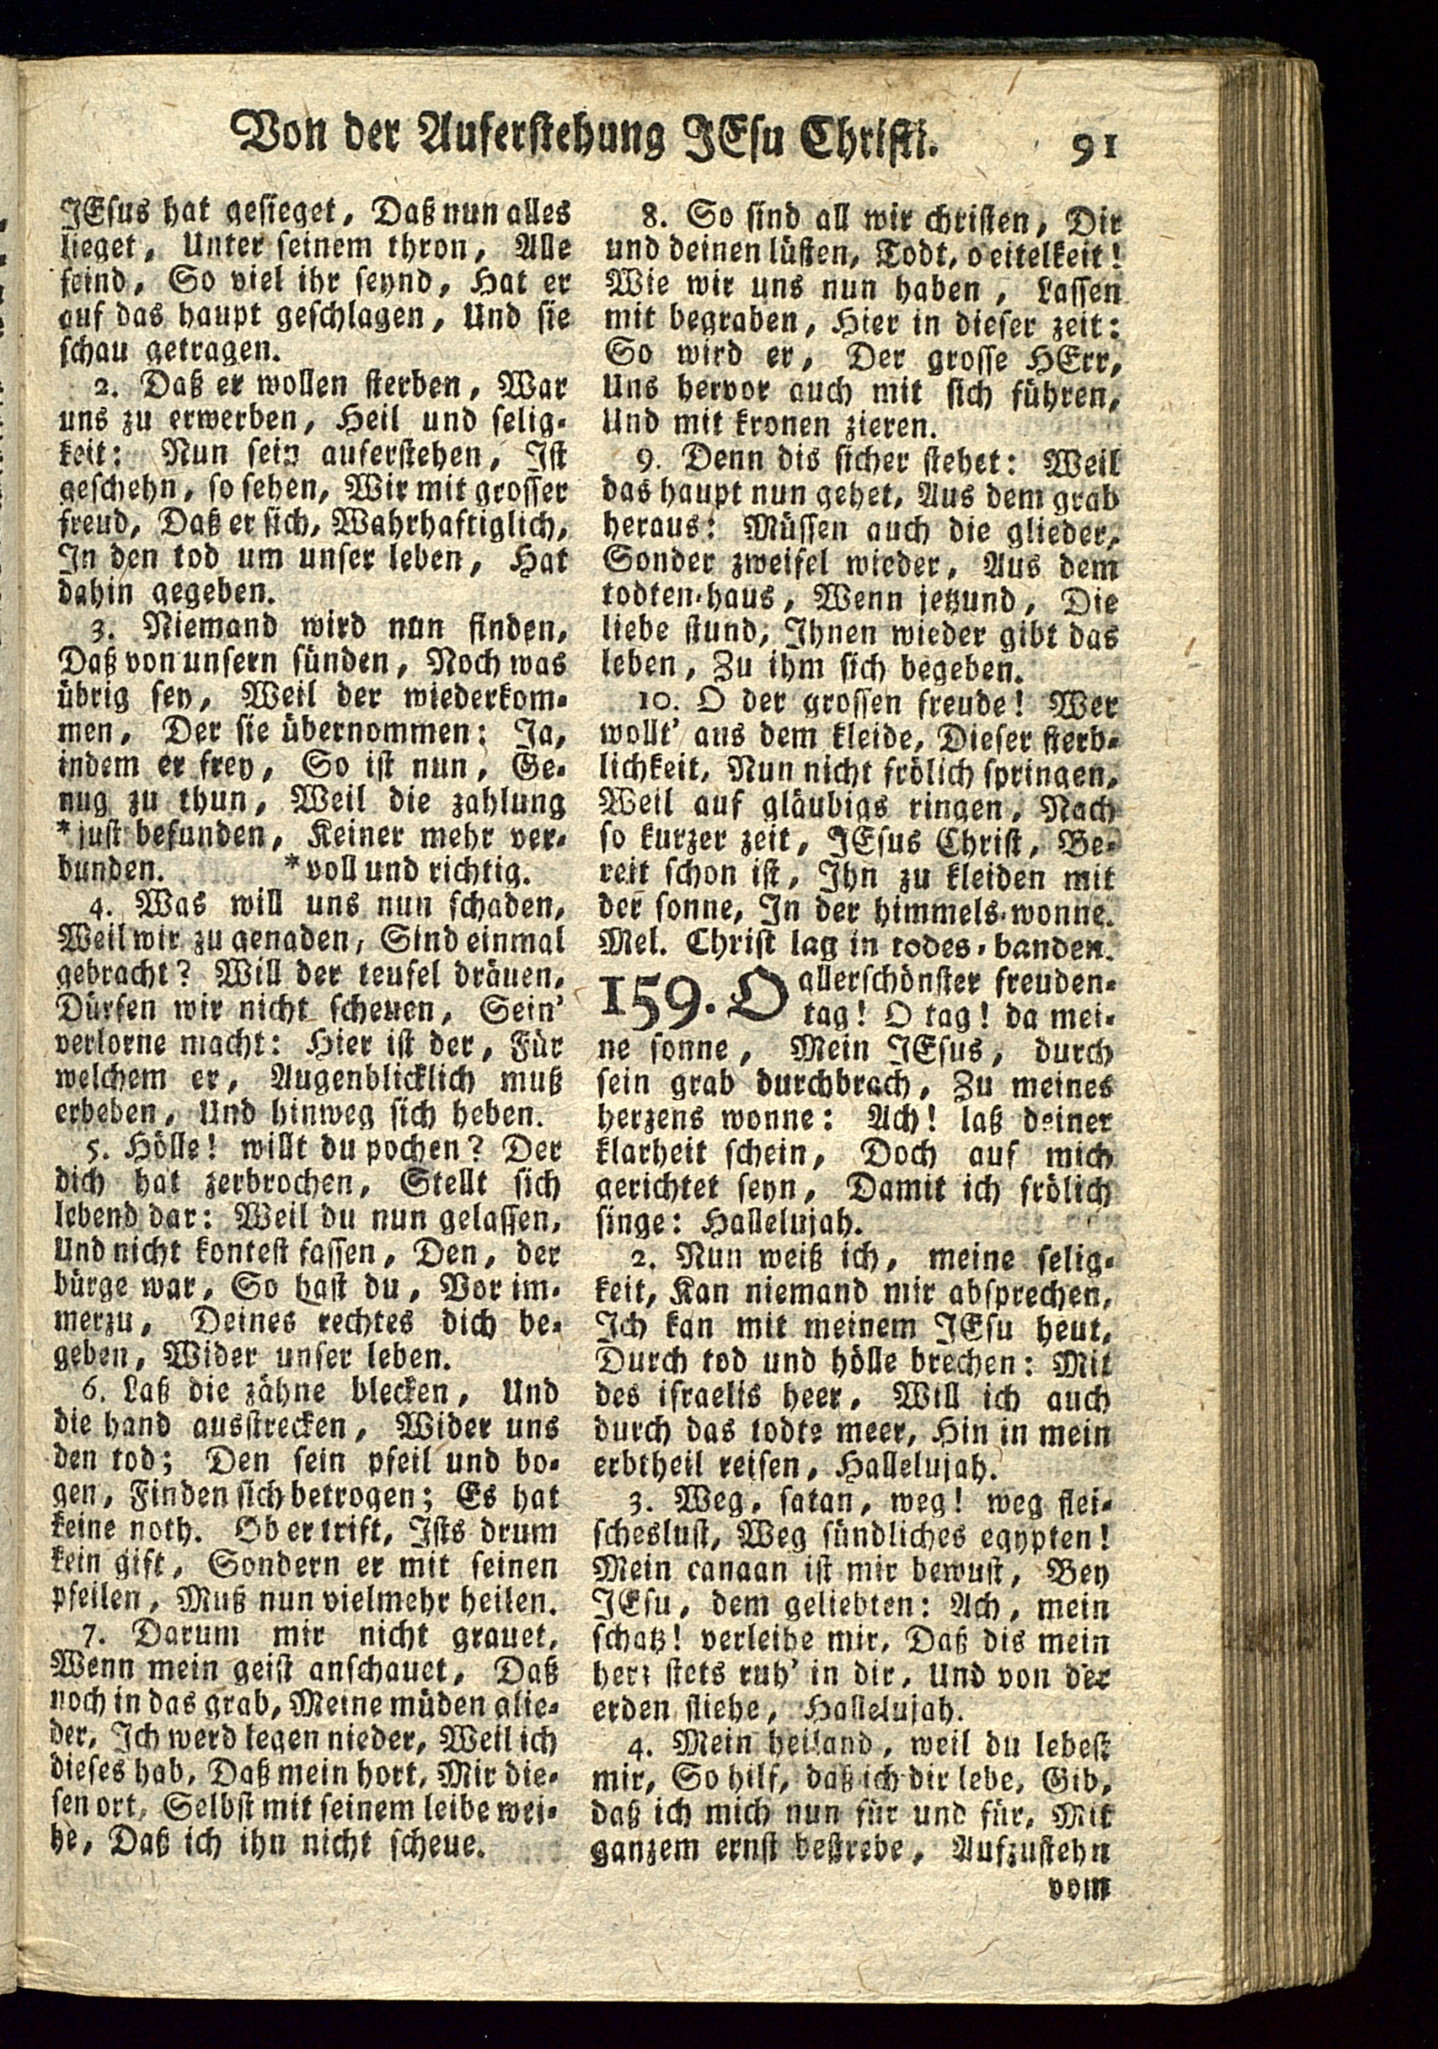 Von der Auferstehung JEsu Christi. 91
JEsus hat gesieget, Daß nun alles
lieget, Unter seinem thron, Alle
feind, So viel ihr seynd, Hat er
auf das haupt geschlagen, Und sie
schau getragen.
2. Daß er wollen sterben, War
uns zu erwerben, Heil und selig-
keit: Nun sein auferstehen, Ist
geschehn, so sehen, Wir mit grosser
freud, Daß er sich, Wahrhaftiglich,
In den tod um unser leben, Hat
dahin gegeben.
3. Niemand wird nun finden,
Daß von unsern sünden, Noch was
übrig sey, Weil der wiederkom-
men, Der sie übernommen: Ja,
indem er frey, So ist nun, Ge-
nug zu thun, Weil die zahlung
*just befunden, Keiner mehr ver-
bunden. *voll und richtig.
4. Was will uns nun schaden,
Weil wir zu genaden, Sind einmal
gebracht? Will der teufel dräuen,
Dürfen wir nicht scheuen, Sein'
verlorne macht: Hier ist der, Für
welchem er, Augenblicklich muß
erbeben, Und hinweg sich heben.
5. Hölle! willt du pochen? Der
dich hat zerbrochen, Stellt sich
lebend dar: Weil du nun gelassen,
Und nicht kontest fassen, Den, der
bürge war, So hast du, Vor im-
merzu, Deines rechtes dich be-
geben, Wider unser leben.
6. Laß die zähne blecken, Und
die hand ausstrecken, Wider uns
den tod; Den sein pfeil und bo-
gen, Finden sich betrogen; Es hat
keine noth. Ob er trift, Ists drum
kein gift, Sondern er mit seinen
pfeilen, Muß nun vielmehr heilen.
7. Darum mir nicht grauet,
Wenn mein geist anschauet, Daß
noch in das grab, Meine müden glie-
der, Ich werd legen nieder, Weil ich
dieses hab, Daß mein hort, Mir die-
sen ort, Selbst mit seinem leibe wei-
he, Daß ich ihn nicht scheue.
8. So sind all wir christen, Dir
und deinen lüsten, Todt, o eitelkeit!
Wie wir uns nun haben, Lassen
mit begraben, Hier in dieser zeit:
So wird er, Der grosse HErr,
Uns hervor auch mit sich führen,
Und mit kronen zieren.
9. Denn dis sicher stehet: Weil
das haupt nun gehet, Aus dem grab
heraus: Müssen auch die glieder,
Sonder zweifel wieder, Aus dem
todten-haus, Wenn jetzund, Die
liebe stund, Ihnen wieder gibt das
leben, Zu ihm sich begeben.
10. O der grossen freude! Wer
wollt' aus dem kleide, Dieser sterb-
lichkeit, Nun nicht frölich springen,
Weil auf gläubigs ringen, Nach
so kurzer zeit, JEsus Christ, Be-
reit schon ist, Ihn zu kleiden mit
der sonne, In der himmels-wonne.
Mel. Christ lag in todes-banden.
159. O allerschönster freuden-
tag! O tag! da mei-
ne sonne, Mein JEsus, durch
sein grab durchbrach, Zu meines
herzens wonne: Ach! laß deiner
klarheit schein, Doch auf mich
gerichtet seyn, Damit ich frölich
singe: Hallelujah.
2. Nun weiß ich, meine selig-
keit, Kan niemand mir absprechen,
Ich kan mit meinem JEsu heut,
Durch tod und hölle brechen: Mit
des israelis heer, Will ich auch
durch das todte meer, Hin in mein
erbtheil reisen, Hallelujah.
3. Weg, satan, weg! weg flei-
scheslust, Weg sündliches egypten!
Mein canaan ist mir bewust, Bey
JEsu, dem geliebten: Ach, mein
schatz! verleihe mir, Daß dis mein
herz stets ruh' in dir, Und von der
erden fliehe, Hallelujah.
4. Mein heiland, weil du lebest
mir, So hilf, daß ich dir lebe, Gib,
daß ich mich nun für und für, Mit
ganzem ernst bestrebe, Aufzustehn
vom